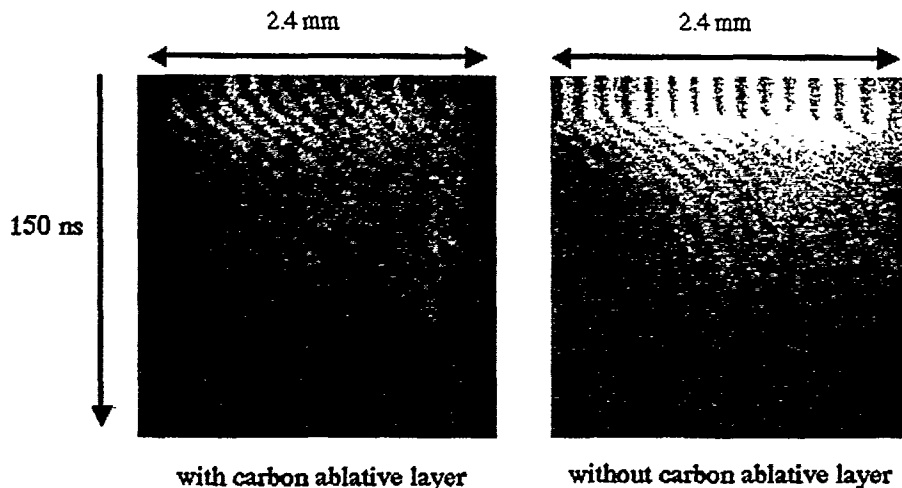 2.4 mm
2.4 mm
150 ns
with carbon ablative layer
without carbon ablative layer